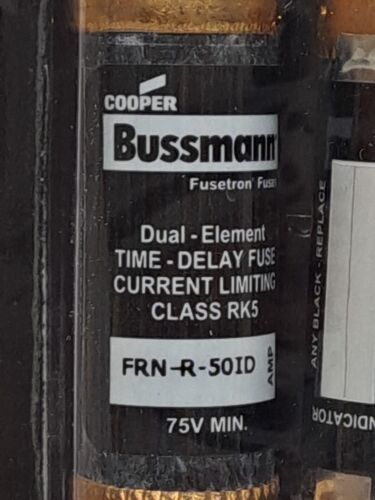 COOPER
Bussmann
Fusetron Fuse
Dual - Element
TIME - DELAY FUSE
CURRENT LIMITING
CLASS RK5
FRN-R-50ID
AMP
75V MIN.
ANY BLACK - REPLACE
INDICATOR